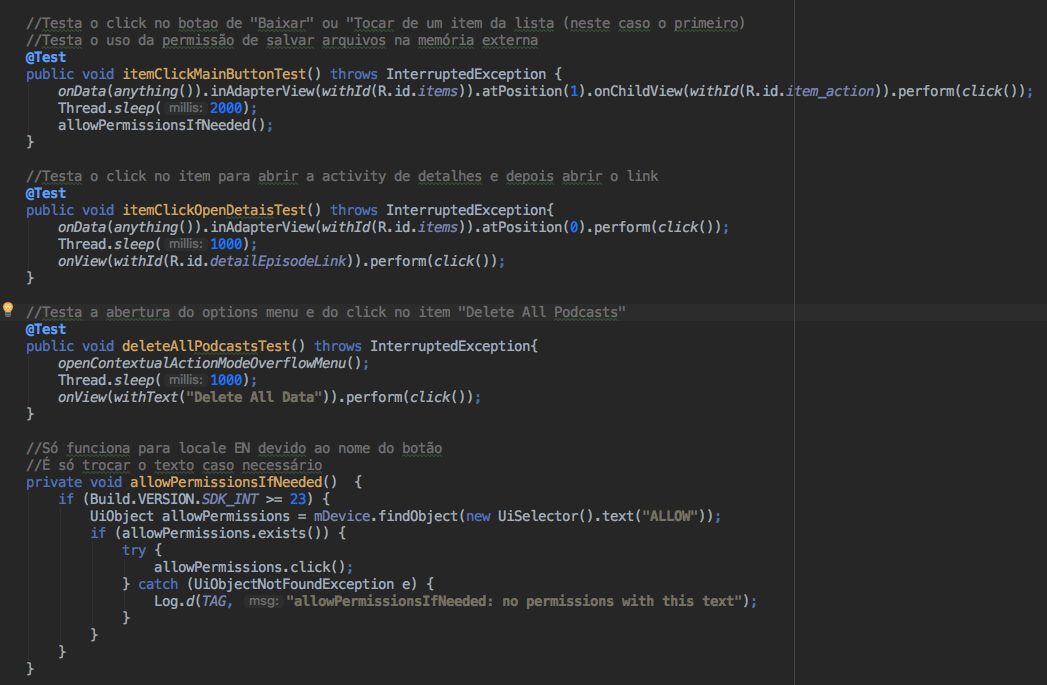 //Testa o click no botao de "Baixar" ou "Tocar de um item da lista (neste caso o primeiro)
//Testa o uso da permissão de salvar arquivos na memória externa
@Test
public void itemClickMainButtonTest() throws InterruptedException {
    onData(anything()).inAdapterView(withId(R.id.items)).atPosition(1).onChildView(withId(R.id.item_action)).perform(click());
    Thread.sleep( millis: 2000);
    allowPermissionsIfNeeded();
}

//Testa o click no item para abrir a activity de detalhes e depois abrir o link
@Test
public void itemClickOpenDetaisTest() throws InterruptedException{
    onData(anything()).inAdapterView(withId(R.id.items)).atPosition(0).perform(click());
    Thread.sleep( millis: 1000);
    onView(withId(R.id.detailEpisodeLink)).perform(click());
}

//Testa a abertura do options menu e do click no item "Delete All Podcasts"
@Test
public void deleteAllPodcastsTest() throws InterruptedException{
    openContextualActionModeOverflowMenu();
    Thread.sleep( millis: 1000);
    onView(withText("Delete All Data")).perform(click());
}

//Só funciona para locale EN devido ao nome do botão
//É só trocar o texto caso necessário
private void allowPermissionsIfNeeded()  {
    if (Build.VERSION.SDK_INT >= 23) {
        UiObject allowPermissions = mDevice.findObject(new UiSelector().text("ALLOW"));
        if (allowPermissions.exists()) {
            try {
                allowPermissions.click();
            } catch (UiObjectNotFoundException e) {
                Log.d(TAG,  msg: "allowPermissionsIfNeeded: no permissions with this text");
            }
        }
    }
}